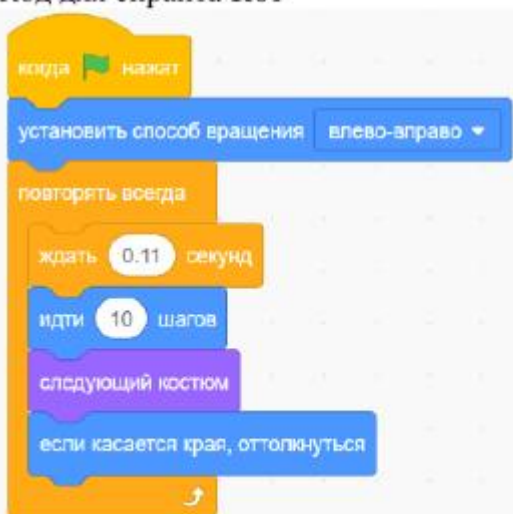 когда нажат
установить способ вращения влево-вправо
повторять всегда
ждать 0.11 секунд
идти 10 шагов
следующий костюм
если касается края, оттолкнуться